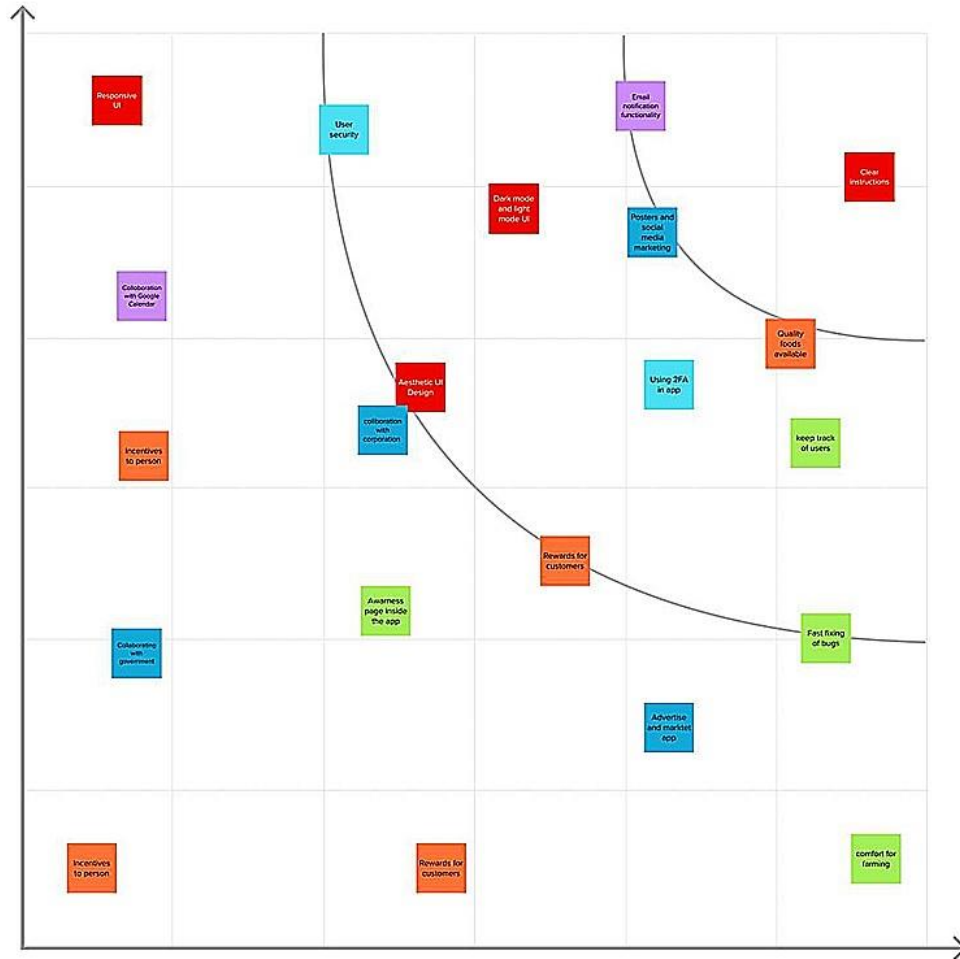 Responsive
UI
User
security
Email
notification
functionality
Clear
instructions
Dark mode
and light
mode UI
Posters and
social
media
marketing
Collaboration
with Google
Calendar
Quality
foods
available
Using 2FA
in app
Aesthetic UI
Design
collboration
with
corporation
keep track
of users
Incentives
to person
Rewards for
customers
Awarness
page inside
the app
Fast fixing
of bugs
Collaborating
with
government
Advertise
and markter
app
Incentives
to person
Rewards for
customers
comfort for
farming